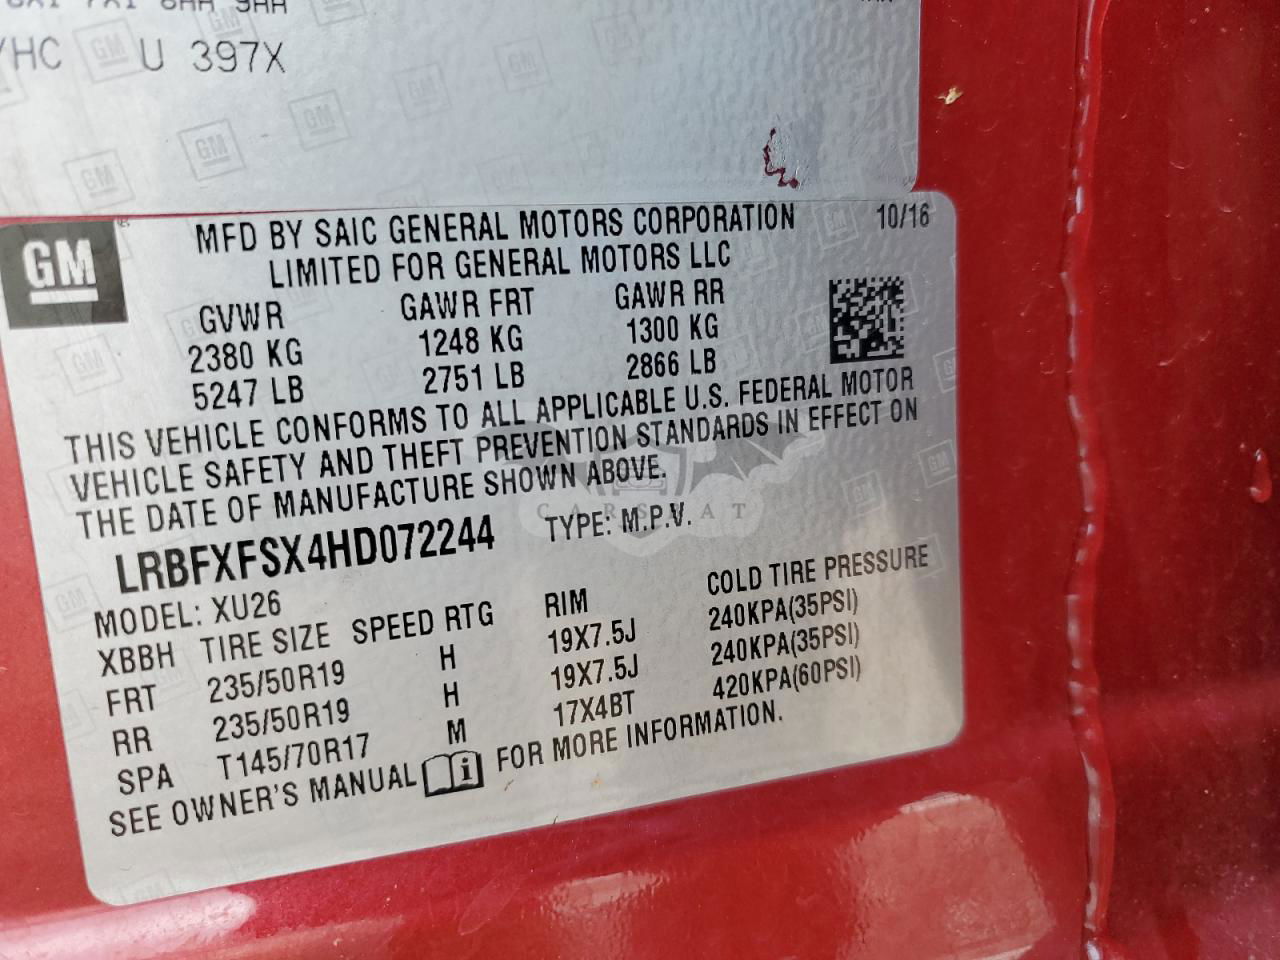 /HC U 397X
GM
MFD BY SAIC GENERAL MOTORS CORPORATION 10/16
LIMITED FOR GENERAL MOTORS LLC
GVWR GAWR FRT GAWR RR
2380 KG 1248 KG 1300 KG
5247 LB 2751 LB 2866 LB
THIS VEHICLE CONFORMS TO ALL APPLICABLE U.S. FEDERAL MOTOR
VEHICLE SAFETY AND THEFT PREVENTION STANDARDS IN EFFECT ON
THE DATE OF MANUFACTURE SHOWN ABOVE.
LRBFXFSX4HD072244 TYPE: M.P.V.
MODEL: XU26
XBBH TIRE SIZE SPEED RTG RIM COLD TIRE PRESSURE
FRT 235/50R19 H 19X7.5J 240KPA(35PSI)
RR 235/50R19 H 19X7.5J 240KPA(35PSI)
SPA T145/70R17 M 17X4BT 420KPA(60PSI)
SEE OWNER'S MANUAL i FOR MORE INFORMATION.